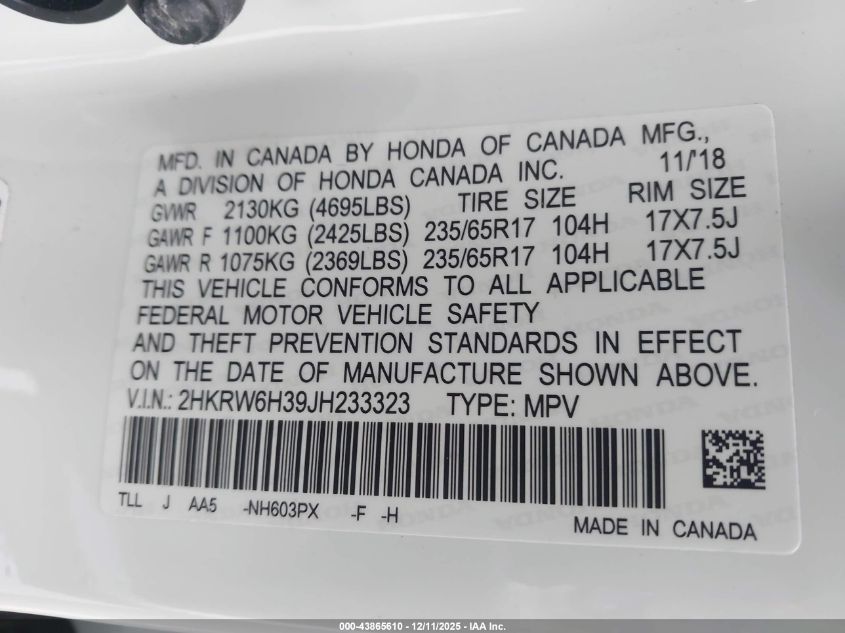 MFD. IN CANADA BY HONDA OF CANADA MFG.,
A DIVISION OF HONDA CANADA INC. 11/'18
GVWR 2130KG (4695LBS) TIRE SIZE RIM SIZE
GAWR F 1100KG (2425LBS) 235/65R17 104H 17X7.5J
GAWR R 1075KG (2369LBS) 235/65R17 104H 17X7.5J
THIS VEHICLE CONFORMS TO ALL APPLICABLE
FEDERAL MOTOR VEHICLE SAFETY
AND THEFT PREVENTION STANDARDS IN EFFECT
ON THE DATE OF MANUFACTURE SHOWN ABOVE.
V.I.N.: 2HKRW6H39JH233323 TYPE: MPV
TLL J AA5 -NH603PX -F -H
MADE IN CANADA
000-43865610 - 12/11/2025 - IAA Inc.